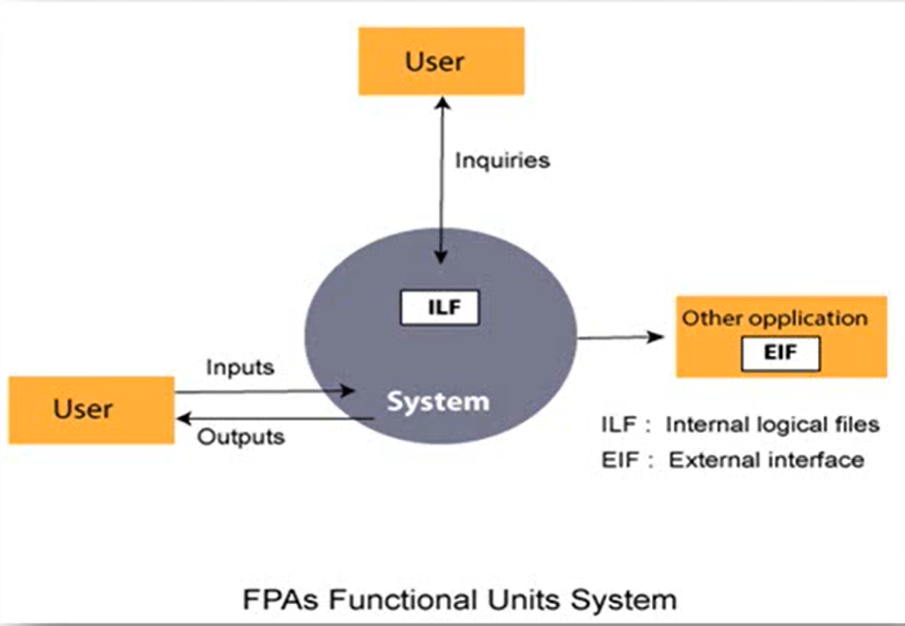 User
Inquiries
ILF
Other opplication
EIF
Inputs
User
System
Outputs
ILF : Internal logical files
EIF : External interface
FPAs Functional Units System